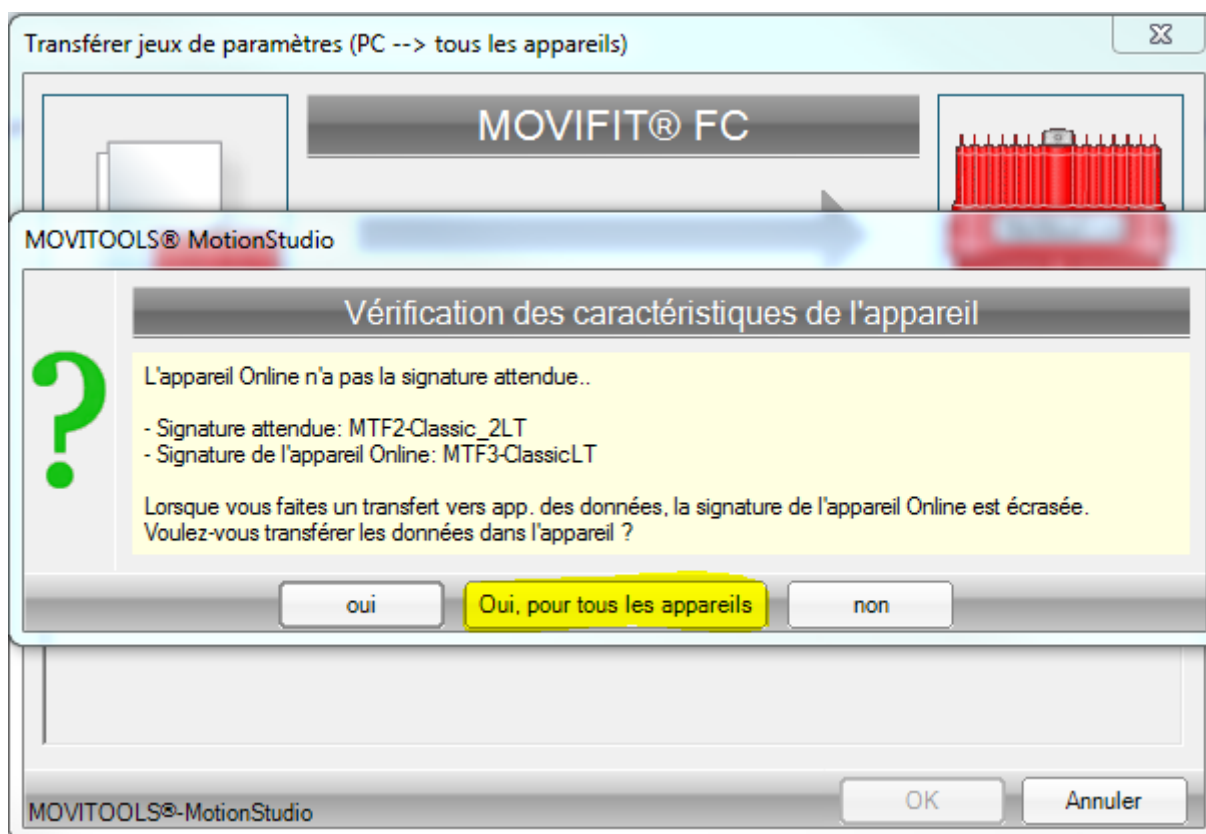 Transférer jeux de paramètres (PC --> tous les appareils)
MOVIFIT® FC
MOVITOOLS® MotionStudio
Vérification des caractéristiques de l'appareil
L'appareil Online n'a pas la signature attendue..
- Signature attendue: MTF2-Classic_2LT
- Signature de l'appareil Online: MTF3-ClassicLT
Lorsque vous faites un transfert vers app. des données, la signature de l'appareil Online est écrasée.
Voulez-vous transférer les données dans l'appareil ?
oui Oui, pour tous les appareils non
OK Annuler
MOVITOOLS®-MotionStudio